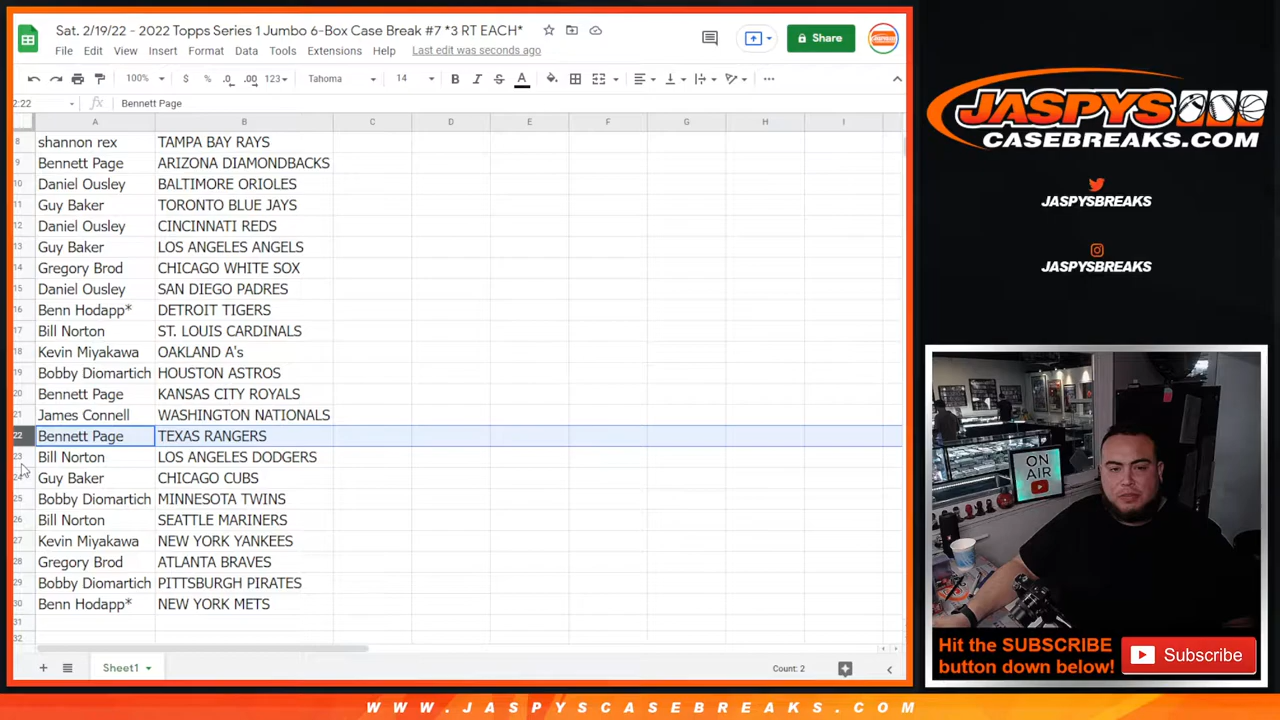 Sat. 2/19/22 - 2022 Topps Series 1 Jumbo 6-Box Case Break #7 *3 RT EACH*
File Edit View Insert Format Data Tools Extensions Help Last edit was seconds ago
Share
100% $ % .0 .00 123 Tahoma 14 B I S A
2:22 fx Bennett Page
A B C D E F G H I
8 shannon rex TAMPA BAY RAYS
9 Bennett Page ARIZONA DIAMONDBACKS
10 Daniel Ousley BALTIMORE ORIOLES
11 Guy Baker TORONTO BLUE JAYS
12 Daniel Ousley CINCINNATI REDS
13 Guy Baker LOS ANGELES ANGELS
14 Gregory Brod CHICAGO WHITE SOX
15 Daniel Ousley SAN DIEGO PADRES
16 Benn Hodapp* DETROIT TIGERS
17 Bill Norton ST. LOUIS CARDINALS
18 Kevin Miyakawa OAKLAND A's
19 Bobby Diomartich HOUSTON ASTROS
20 Bennett Page KANSAS CITY ROYALS
21 James Connell WASHINGTON NATIONALS
22 Bennett Page TEXAS RANGERS
23 Bill Norton LOS ANGELES DODGERS
24 Guy Baker CHICAGO CUBS
25 Bobby Diomartich MINNESOTA TWINS
26 Bill Norton SEATTLE MARINERS
27 Kevin Miyakawa NEW YORK YANKEES
28 Gregory Brod ATLANTA BRAVES
29 Bobby Diomartich PITTSBURGH PIRATES
30 Benn Hodapp* NEW YORK METS
31
32
Sheet1 Count: 2
JASPYS
CASEBREAKS.COM
JASPYSBREAKS
JASPYSBREAKS
ON
AIR
Hit the SUBSCRIBE
button down below!
Subscribe
WWW.JASPYSCASEBREAKS.COM